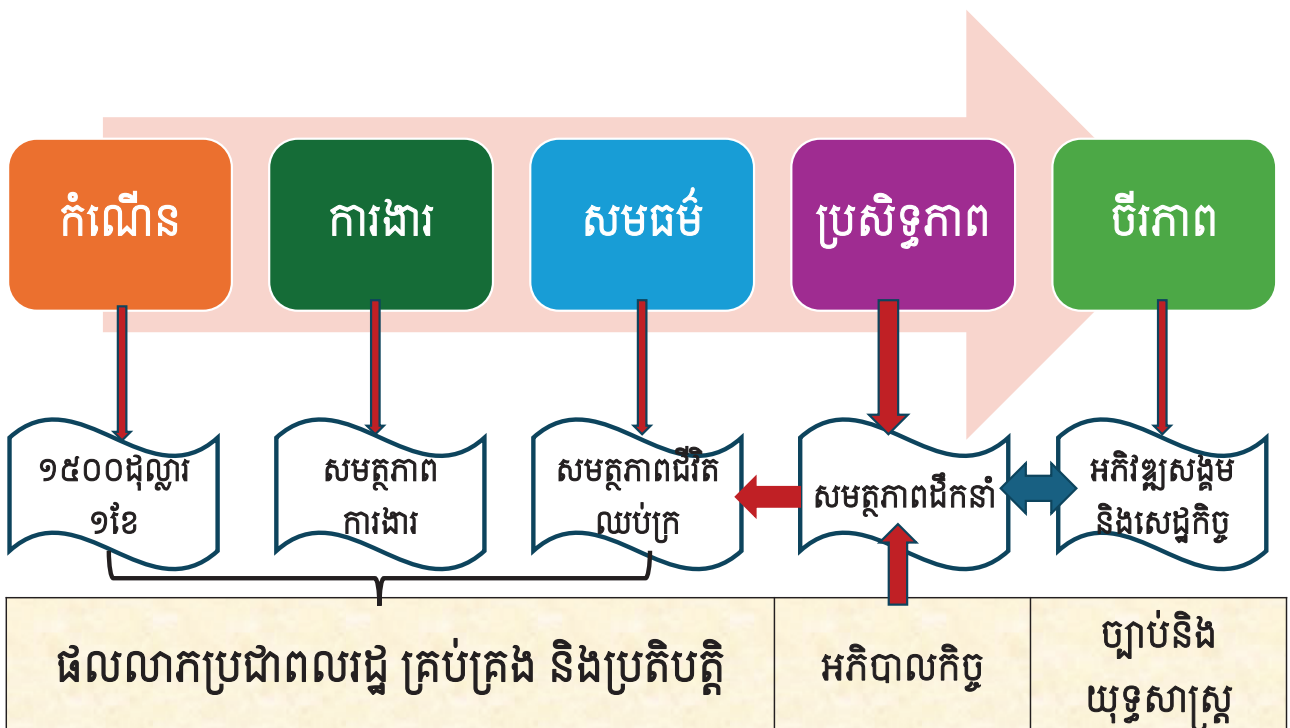 កំណើន
ការងារ
សមធម៌
ប្រសិទ្ធភាព
ចីរភាព
១៥០០ដុល្លារ
១ខែ
សមត្ថភាព
ការងារ
សមត្ថភាពជីវិត
ឈប់ក្រ
សមត្ថភាពដឹកនាំ
អភិវឌ្ឍសង្គម
និងសេដ្ឋកិច្ច
ផលលាភប្រជាពលរដ្ឋ គ្រប់គ្រង និងប្រតិបត្តិ
អភិបាលកិច្ច
ច្បាប់និង
យុទ្ធសាស្ត្រ